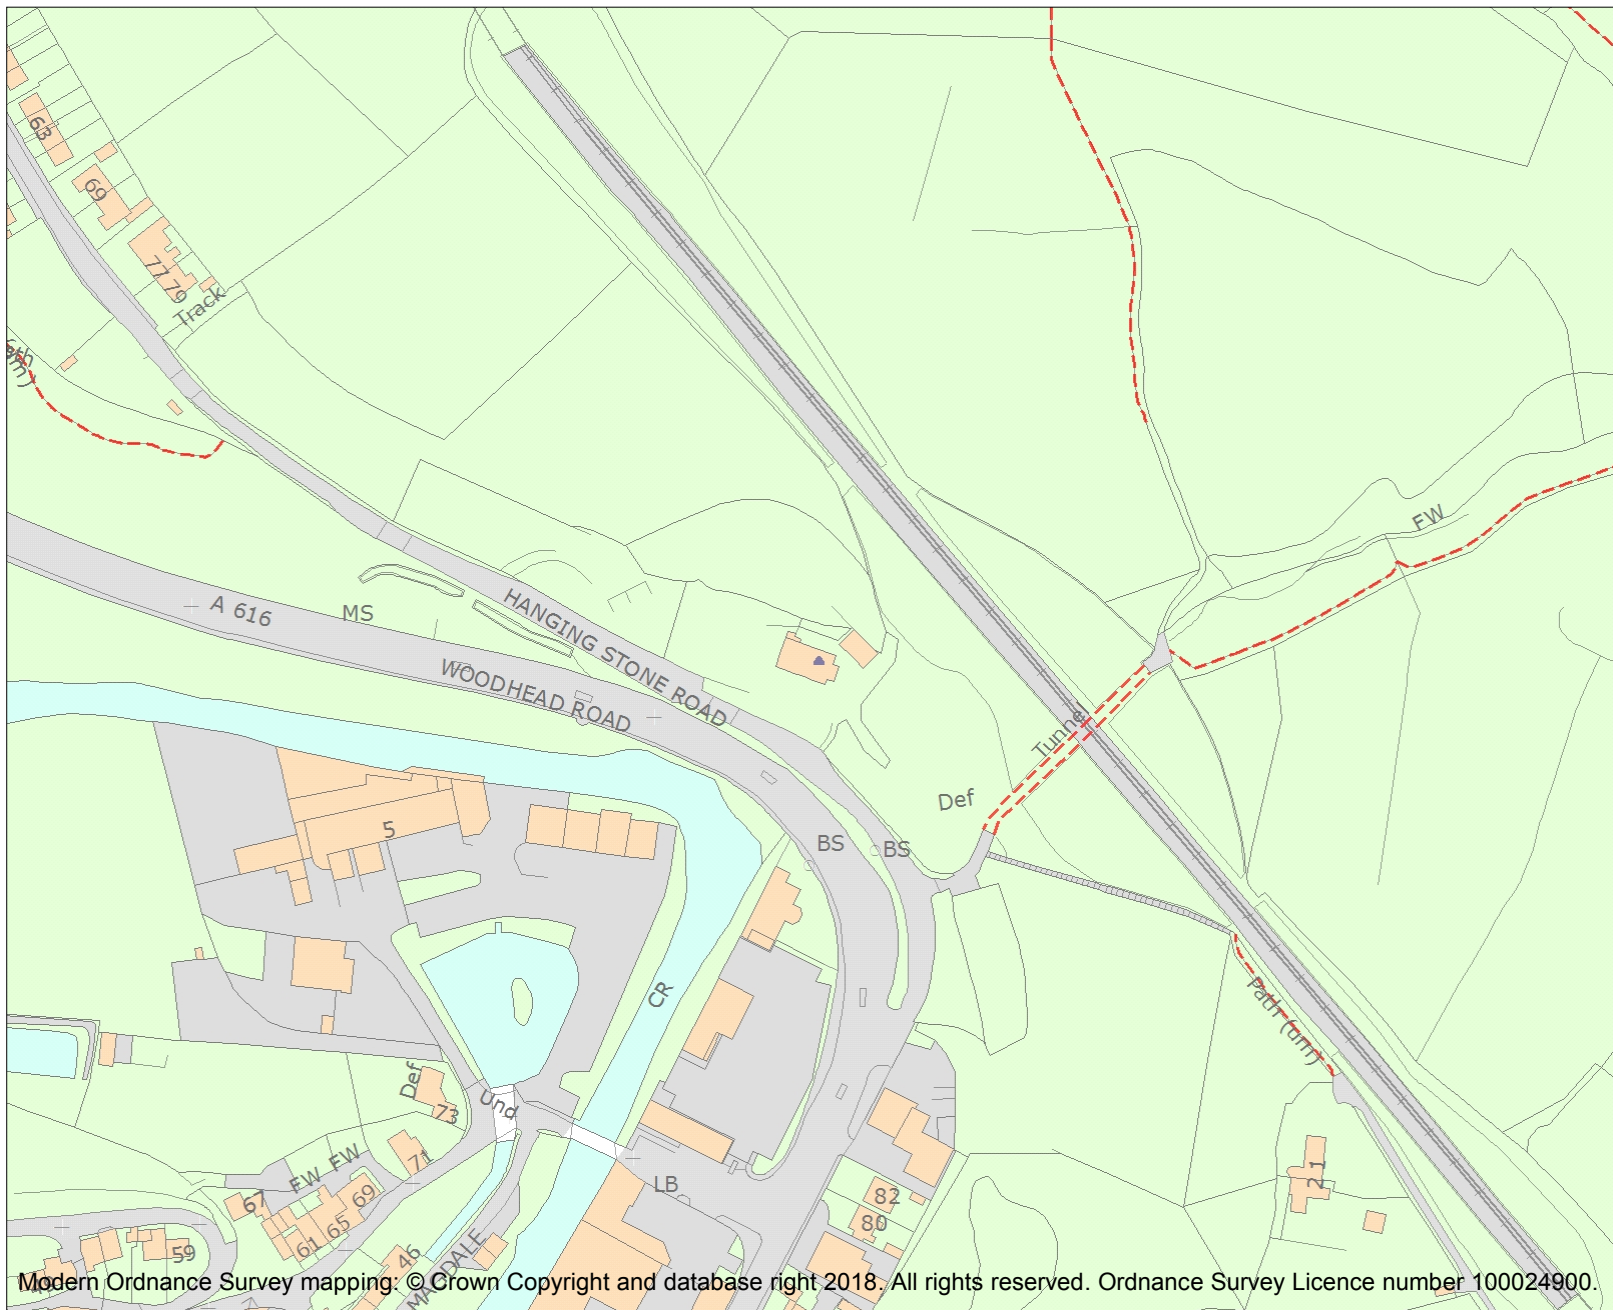 63
69
77
79
Track
A 616
MS
HANGING STONE ROAD
WOODHEAD ROAD
FW
Tunnel
Def
BS
BS
5
CR
Path (um)
Def
Und
73
71
FW
FW
67
69
65
61
59
46
LB
82
80
21
Modern Ordnance Survey mapping: © Crown Copyright and database right 2018. All rights reserved. Ordnance Survey Licence number 100024900.